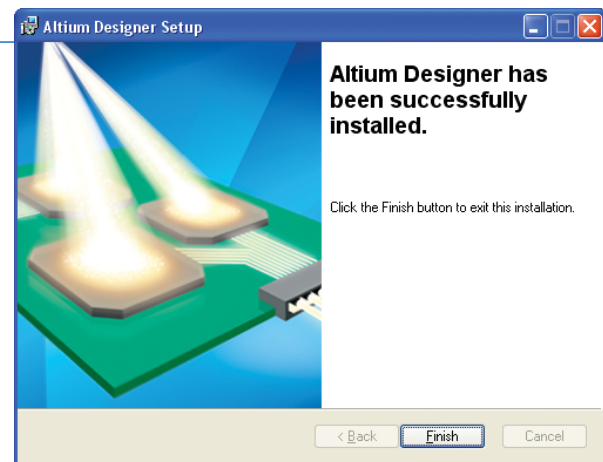 Altium Designer Setup
Altium Designer has
been successfully
installed.
Click the Finish button to exit this installation.
< Back
Finish
Cancel